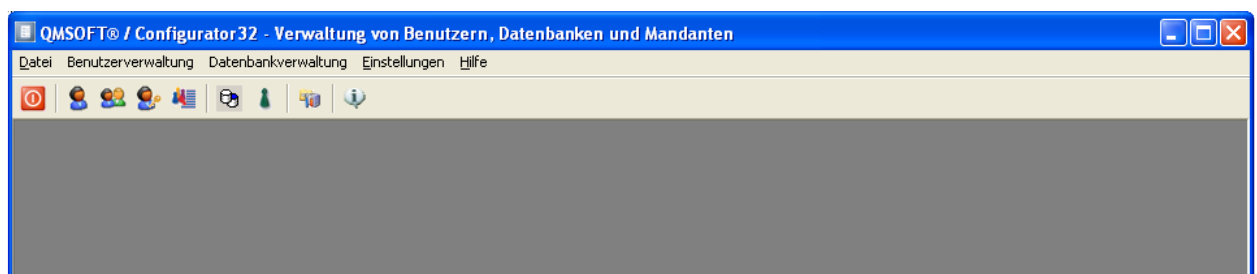 QMSOFT® / Configurator32 - Verwaltung von Benutzern, Datenbanken und Mandanten
Datei Benutzerverwaltung Datenbankverwaltung Einstellungen Hilfe